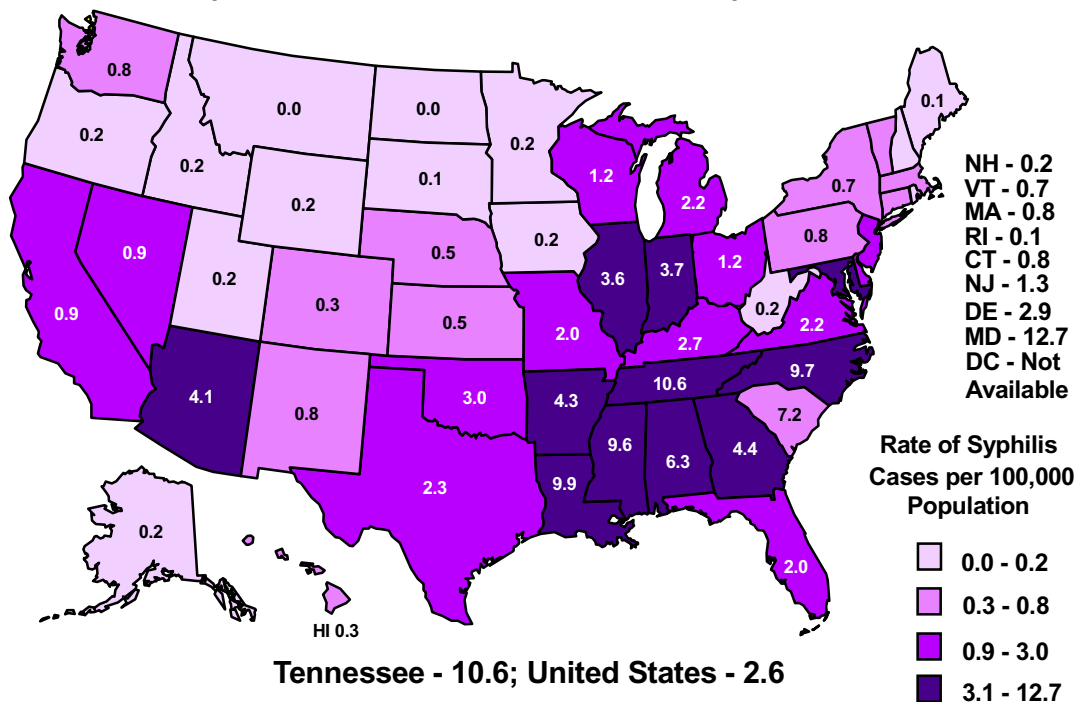 0.8
0.2
0.0
0.0
0.1
0.2
0.2
0.2
0.1
0.2
0.5
0.2
1.2
2.2
0.7
0.8
0.9
0.9
0.2
0.3
0.5
3.6
3.7
1.2
0.2
2.2
2.0
2.7
4.1
0.8
3.0
4.3
10.6
9.7
7.2
2.3
9.9
9.6
6.3
4.4
2.0
0.2
HI 0.3
NH - 0.2
VT - 0.7
MA - 0.8
RI - 0.1
CT - 0.8
NJ - 1.3
DE - 2.9
MD - 12.7
DC - Not
Available
Rate of Syphilis
Cases per 100,000
Population
0.0 - 0.2
0.3 - 0.8
0.9 - 3.0
3.1 - 12.7
Tennessee - 10.6; United States - 2.6